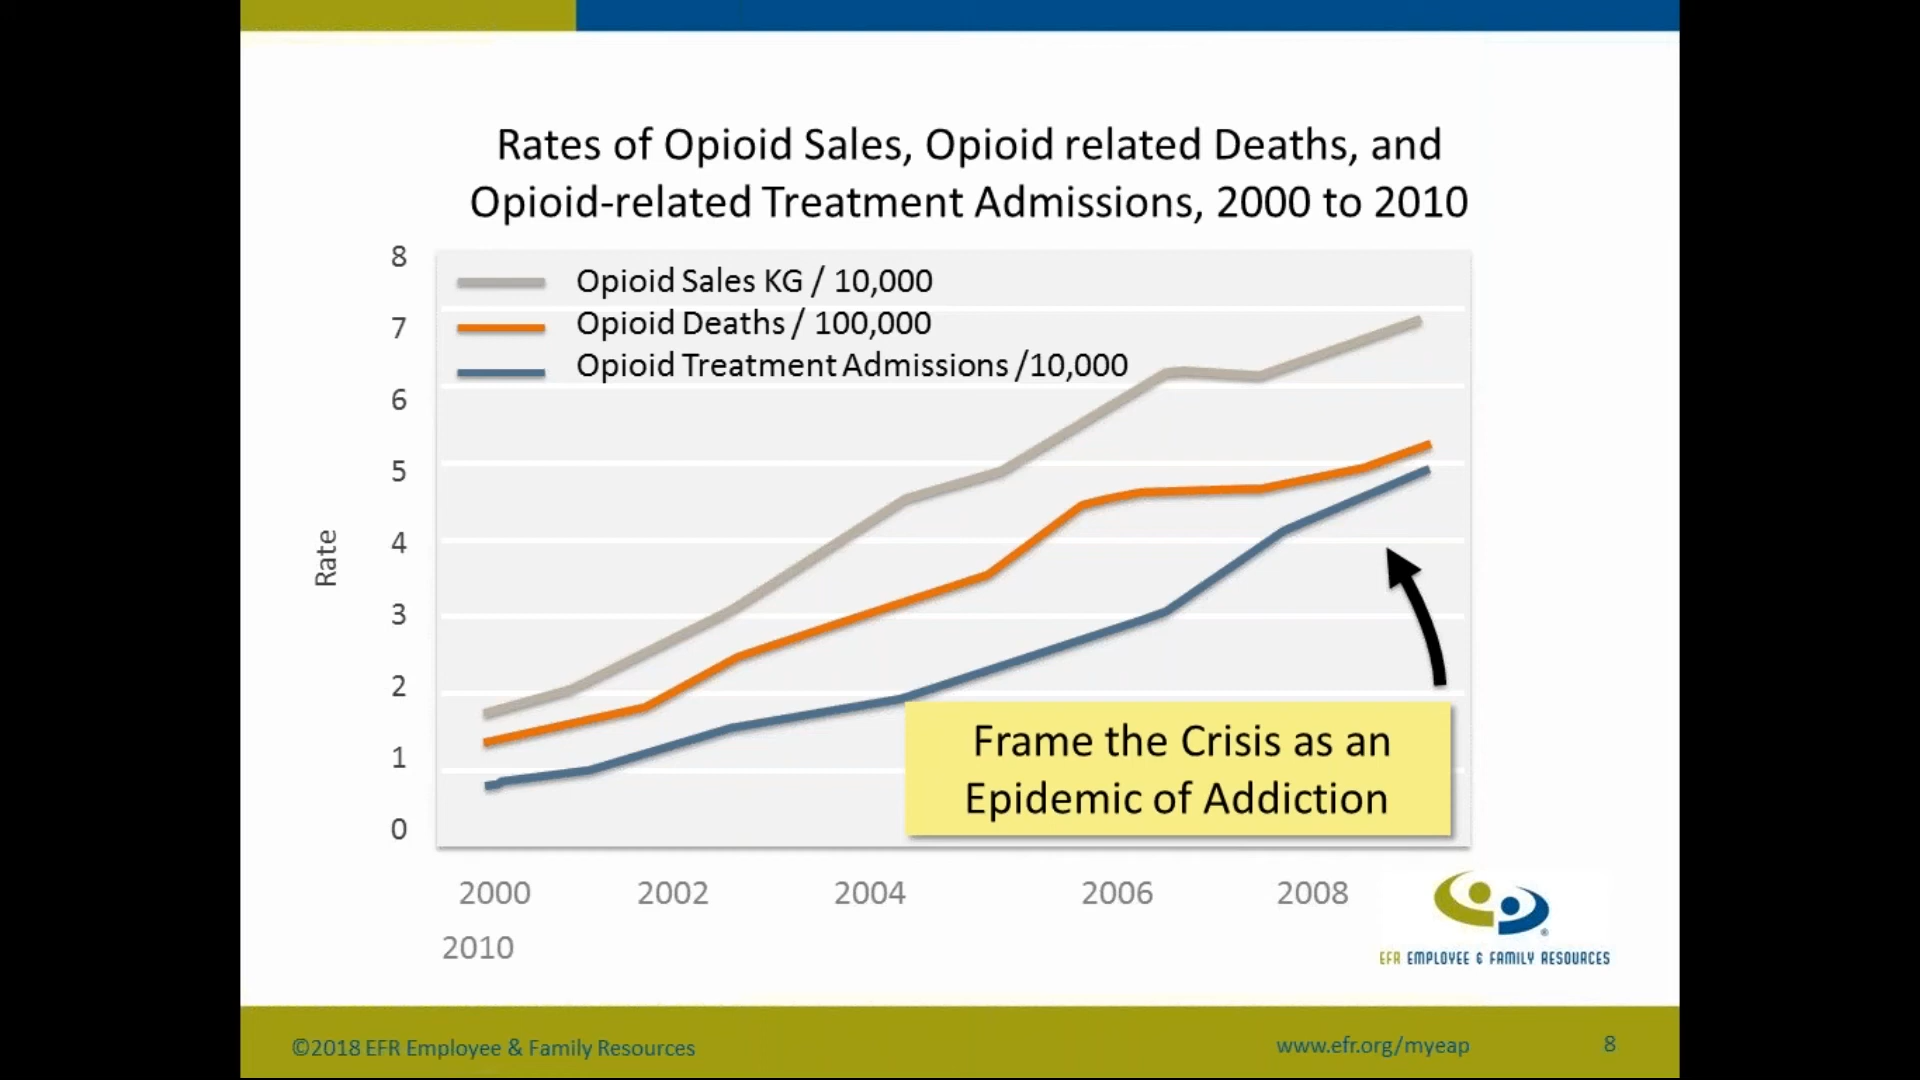 Rates of Opioid Sales, Opioid related Deaths, and
Opioid-related Treatment Admissions, 2000 to 2010
8
7
6
5
4
3
2
1
0
Rate
Opioid Sales KG / 10,000
Opioid Deaths / 100,000
Opioid Treatment Admissions /10,000
Frame the Crisis as an
Epidemic of Addiction
2000 2002 2004 2006 2008
2010
EFR EMPLOYEE & FAMILY RESOURCES
©2018 EFR Employee & Family Resources
www.efr.org/myeap
8